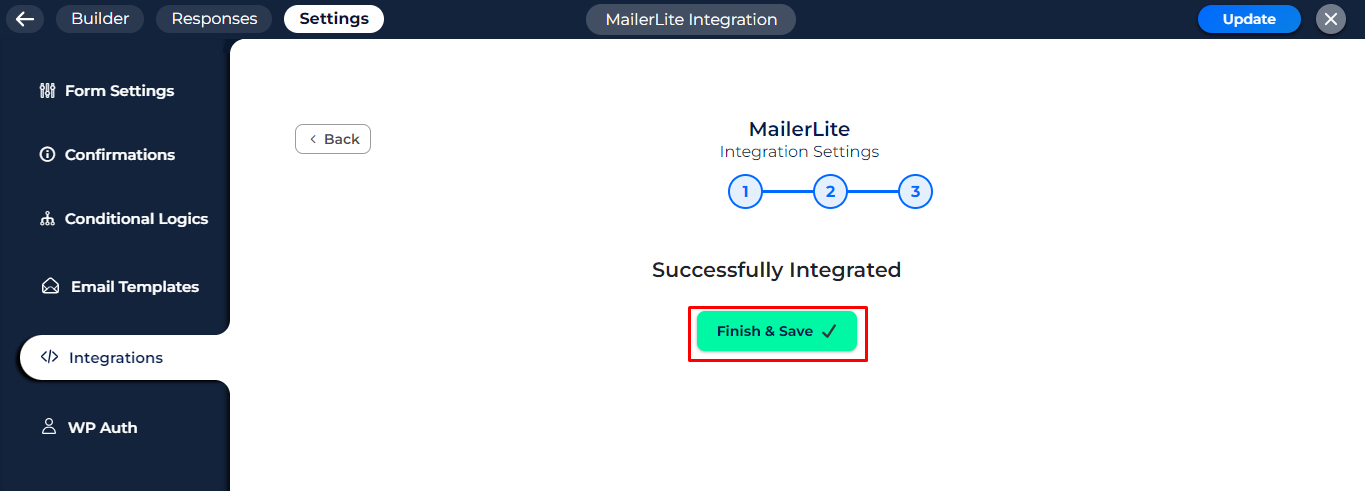 Builder
Responses
Settings
MailerLite Integration
Update
Form Settings
Confirmations
Conditional Logics
Email Templates
Integrations
WP Auth
Back
MailerLite
Integration Settings
1 2 3
Successfully Integrated
Finish & Save